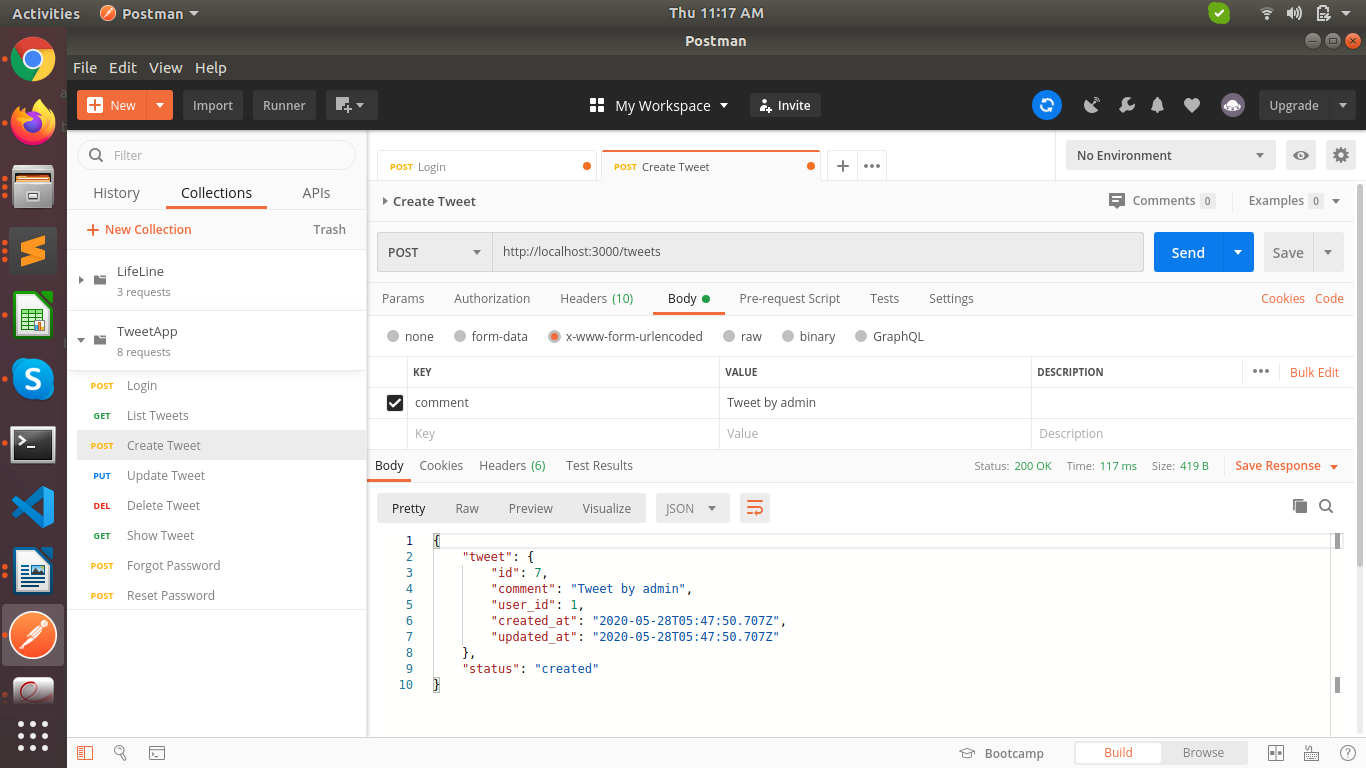 Activities Postman Thu 11:17 AM
Postman
File Edit View Help
New Import Runner My Workspace Invite Upgrade
Filter
History Collections APIs
New Collection Trash
LifeLine
3 requests
TweetApp
8 requests
POST Login
GET List Tweets
POST Create Tweet
PUT Update Tweet
DEL Delete Tweet
GET Show Tweet
POST Forgot Password
POST Reset Password
POST Login POST Create Tweet No Environment
Create Tweet Comments 0 Examples 0
POST http://localhost:3000/tweets Send Save
Params Authorization Headers (10) Body Pre-request Script Tests Settings Cookies Code
none form-data x-www-form-urlencoded raw binary GraphQL
KEY VALUE DESCRIPTION Bulk Edit
comment Tweet by admin
Key Value Description
Body Cookies Headers (6) Test Results Status: 200 OK Time: 117 ms Size: 419 B Save Response
Pretty Raw Preview Visualize JSON
1 {
2 "tweet": {
3 "id": 7,
4 "comment": "Tweet by admin",
5 "user_id": 1,
6 "created_at": "2020-05-28T05:47:50.707Z",
7 "updated_at": "2020-05-28T05:47:50.707Z"
8 },
9 "status": "created"
10 }
Bootcamp Build Browse